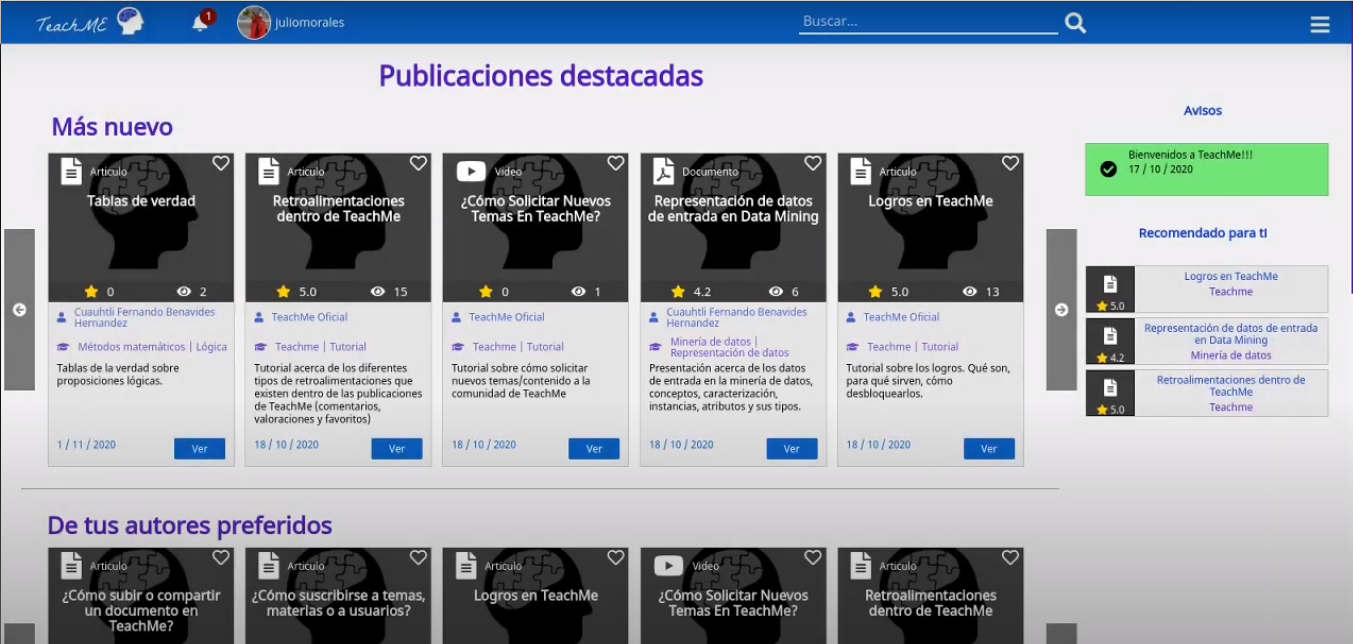 TeachME
1
juliomorales
Buscar...
Publicaciones destacadas
Más nuevo
Articulo
Tablas de verdad
0
2
Cuauhtli Fernando Benavides
Hernandez
Métodos matemáticos | Lógica
Tablas de la verdad sobre
proposiciones lógicas.
1 / 11 / 2020
Ver
Articulo
Retroalimentaciones
dentro de TeachMe
5.0
15
TeachMe Oficial
Teachme | Tutorial
Tutorial acerca de los diferentes
tipos de retroalimentaciones que
existen dentro de las publicaciones
de TeachMe (comentarios,
valoraciones y favoritos)
18 / 10 / 2020
Ver
Video
¿Cómo Solicitar Nuevos
Temas En TeachMe?
0
1
TeachMe Oficial
Teachme | Tutorial
Tutorial sobre cómo solicitar
nuevos temas/contenido a la
comunidad de TeachMe
18 / 10 / 2020
Ver
Documento
Representación de datos
de entrada en Data Mining
4.2
6
Cuauhtli Fernando Benavides
Hernandez
Minería de datos |
Representación de datos
Presentación acerca de los datos
de entrada en la minería de datos,
conceptos, caracterización,
instancias, atributos y sus tipos.
18 / 10 / 2020
Ver
Articulo
Logros en TeachMe
5.0
13
TeachMe Oficial
Teachme | Tutorial
Tutorial sobre los logros. Qué son,
para qué sirven, cómo
desbloquearlos.
18 / 10 / 2020
Ver
Avisos
Bienvenidos a TeachMe!!!
17 / 10 / 2020
Recomendado para ti
Logros en TeachMe
Teachme
5.0
Representación de datos de entrada
en Data Mining
Minería de datos
4.2
Retroalimentaciones dentro de
TeachMe
Teachme
5.0
De tus autores preferidos
Articulo
¿Cómo subir o compartir
un documento en
TeachMe?
Articulo
¿Cómo suscribirse a temas,
materias o a usuarios?
Articulo
Logros en TeachMe
Video
¿Cómo Solicitar Nuevos
Temas En TeachMe?
Articulo
Retroalimentaciones
dentro de TeachMe